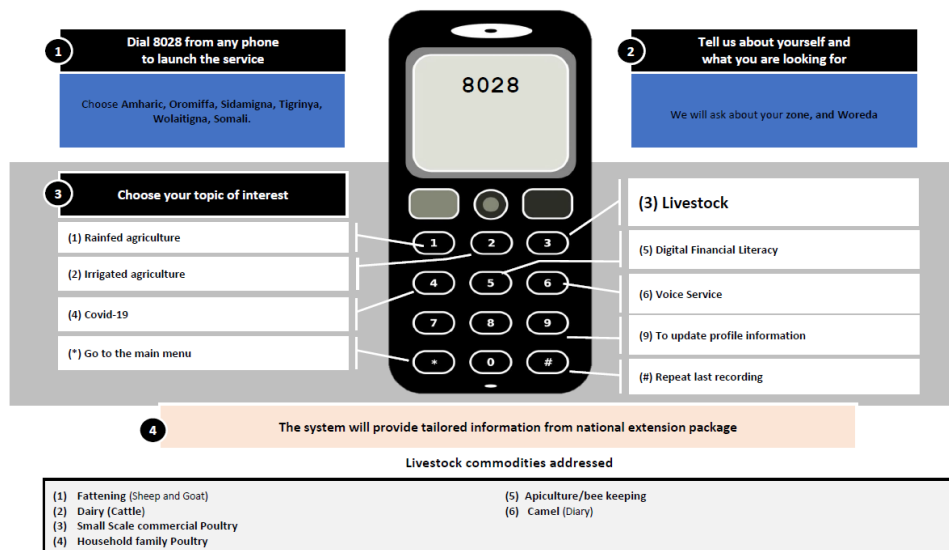 1
Dial 8028 from any phone
to launch the service
Choose Amharic, Oromiffa, Sidamigna, Tigrinya,
Wolaitigna, Somali.
8028
2
Tell us about yourself and
what you are looking for
We will ask about your zone, and Woreda
3
Choose your topic of interest
(1) Rainfed agriculture
(2) Irrigated agriculture
(4) Covid-19
(*) Go to the main menu
1 2 3
4 5 6
7 8 9
* 0 #
(3) Livestock
(5) Digital Financial Literacy
(6) Voice Service
(9) To update profile information
(#) Repeat last recording
4
The system will provide tailored information from national extension package
Livestock commodities addressed
(1) Fattening (Sheep and Goat)
(2) Dairy (Cattle)
(3) Small Scale commercial Poultry
(4) Household family Poultry
(5) Apiculture/bee keeping
(6) Camel (Diary)